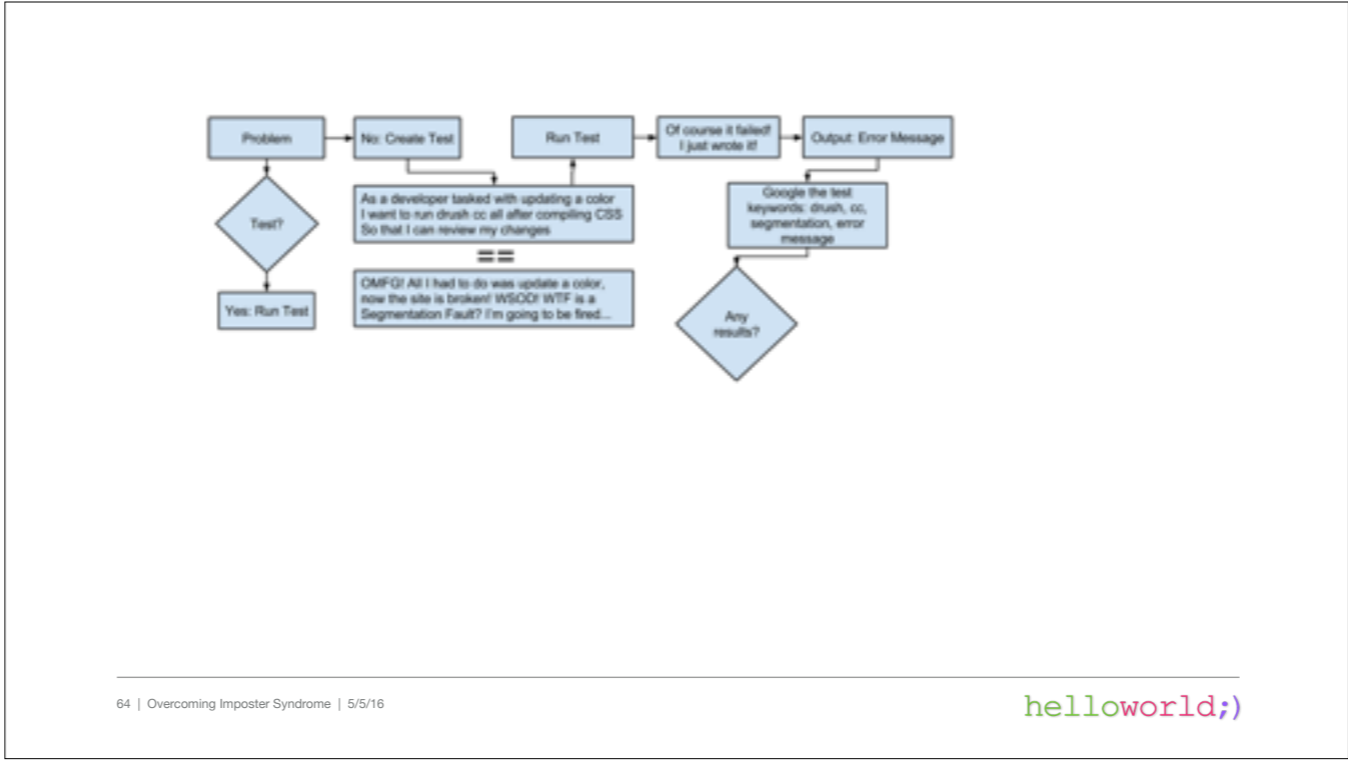 Problem
No: Create Test
Run Test
Of course it failed!
I just wrote it!
Output: Error Message
Test?
Yes: Run Test
As a developer tasked with updating a color
I want to run drush cc all after compiling CSS
So that I can review my changes
==
OMFG! All I had to do was update a color,
now the site is broken! WSOD! WTF is a
Segmentation Fault? I'm going to be fired...
Google the test
keywords: drush, cc,
segmentation, error
message
Any
results?
64 | Overcoming Imposter Syndrome | 5/5/16
helloworld;)